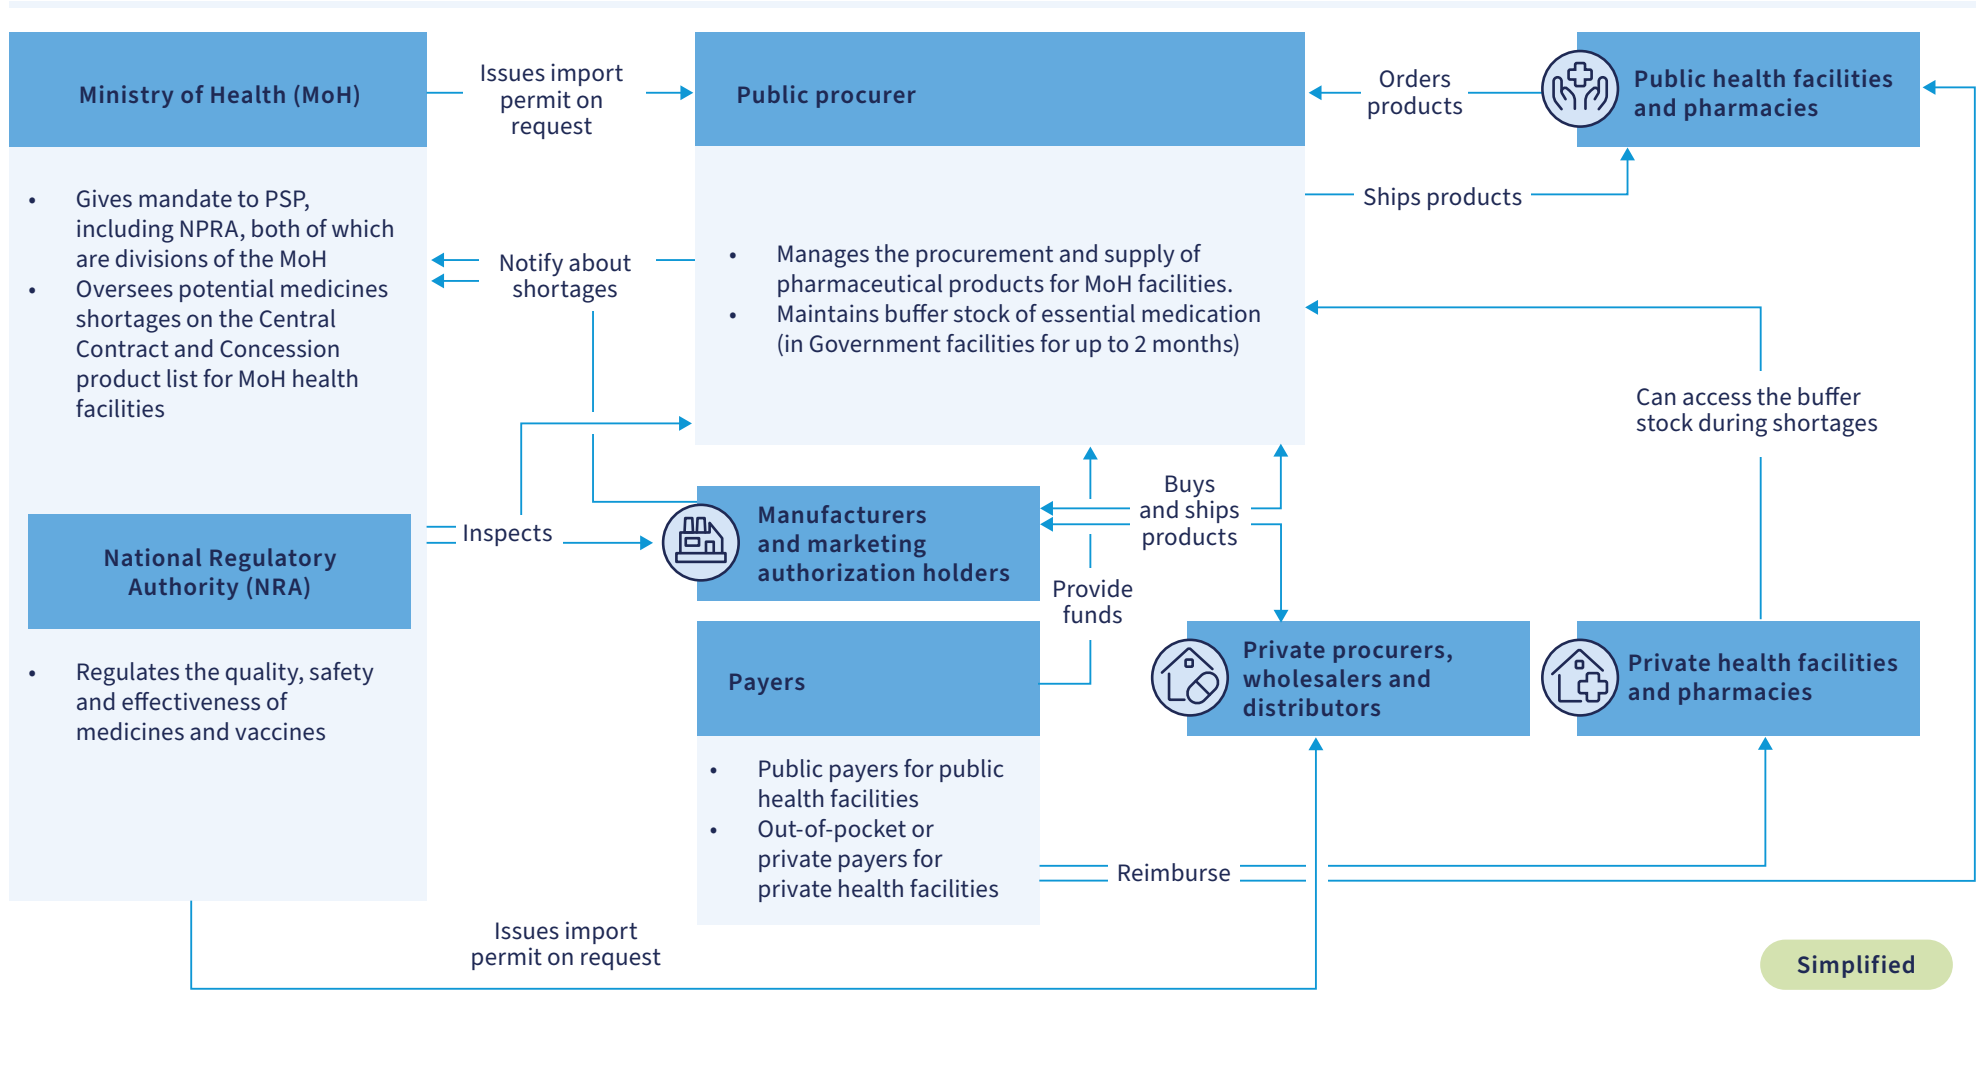 Ministry of Health (MoH)
• Gives mandate to PSP,
including NPRA, both of which
are divisions of the MoH
• Oversees potential medicines
shortages on the Central
Contract and Concession
product list for MoH health
facilities
National Regulatory
Authority (NRA)
• Regulates the quality, safety
and effectiveness of
medicines and vaccines
Issues import
permit on
request
Notify about
shortages
Inspects
Public procurer
• Manages the procurement and supply of
pharmaceutical products for MoH facilities.
• Maintains buffer stock of essential medication
(in Government facilities for up to 2 months)
Orders
products
Ships products
Public health facilities
and pharmacies
Can access the buffer
stock during shortages
Manufacturers
and marketing
authorization holders
Buys
and ships
products
Provide
funds
Payers
• Public payers for public
health facilities
• Out-of-pocket or
private payers for
private health facilities
Private procurers,
wholesalers and
distributors
Private health facilities
and pharmacies
Reimburse
Issues import
permit on request
Simplified